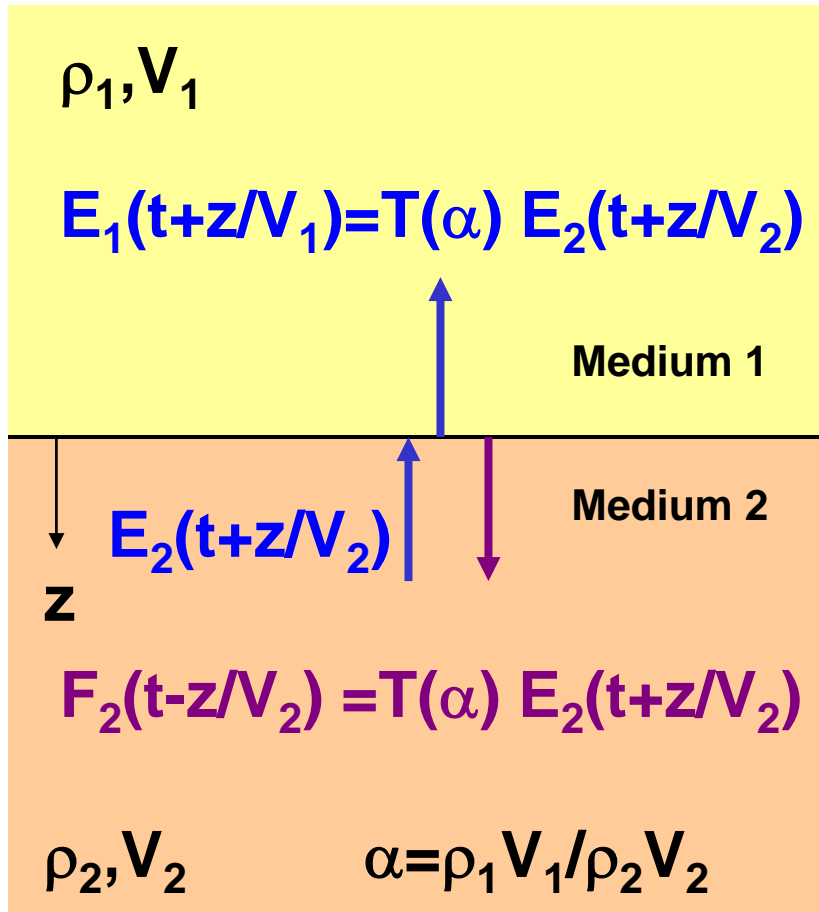 ρ₁,V₁
E₁(t+z/V₁)=T(α) E₂(t+z/V₂)
Medium 1
Medium 2
E₂(t+z/V₂)
z
F₂(t-z/V₂) =T(α) E₂(t+z/V₂)
ρ₂,V₂ α=ρ₁V₁/ρ₂V₂